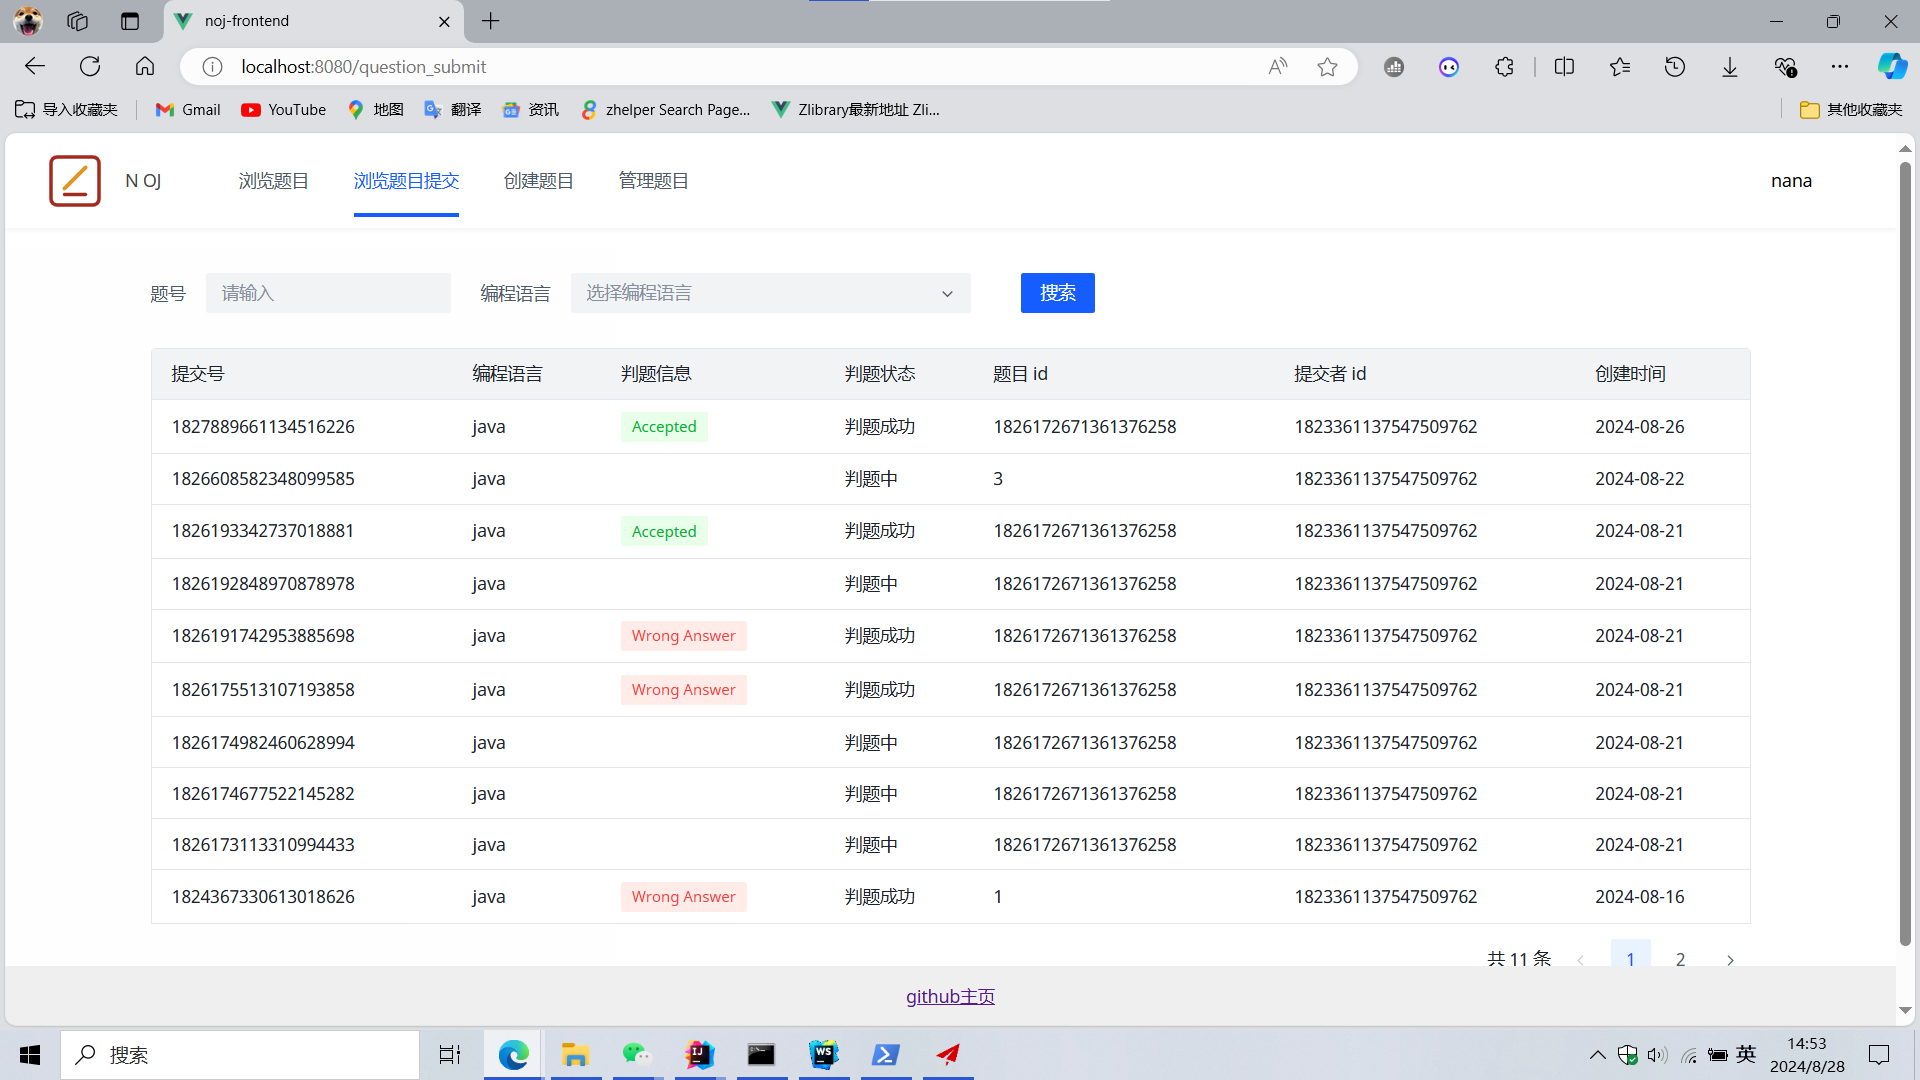 noj-frontend
localhost:8080/question_submit
导入收藏夹 Gmail YouTube 地图 翻译 资讯 zhelper Search Page... Zlibrary最新地址 Zli... 其他收藏夹
N OJ 浏览题目 浏览题目提交 创建题目 管理题目 nana
题号 请输入 编程语言 选择编程语言 搜索
提交号 编程语言 判题信息 判题状态 题目 id 提交者 id 创建时间
1827889661134516226 java Accepted 判题成功 1826172671361376258 1823361137547509762 2024-08-26
1826608582348099585 java 判题中 3 1823361137547509762 2024-08-22
1826193342737018881 java Accepted 判题成功 1826172671361376258 1823361137547509762 2024-08-21
1826192848970878978 java 判题中 1826172671361376258 1823361137547509762 2024-08-21
1826191742953885698 java Wrong Answer 判题成功 1826172671361376258 1823361137547509762 2024-08-21
1826175513107193858 java Wrong Answer 判题成功 1826172671361376258 1823361137547509762 2024-08-21
1826174982460628994 java 判题中 1826172671361376258 1823361137547509762 2024-08-21
1826174677522145282 java 判题中 1826172671361376258 1823361137547509762 2024-08-21
1826173113310994433 java 判题中 1826172671361376258 1823361137547509762 2024-08-21
1824367330613018626 java Wrong Answer 判题成功 1 1823361137547509762 2024-08-16
共 11 条 1 2
github主页
搜索 英 14:53
2024/8/28